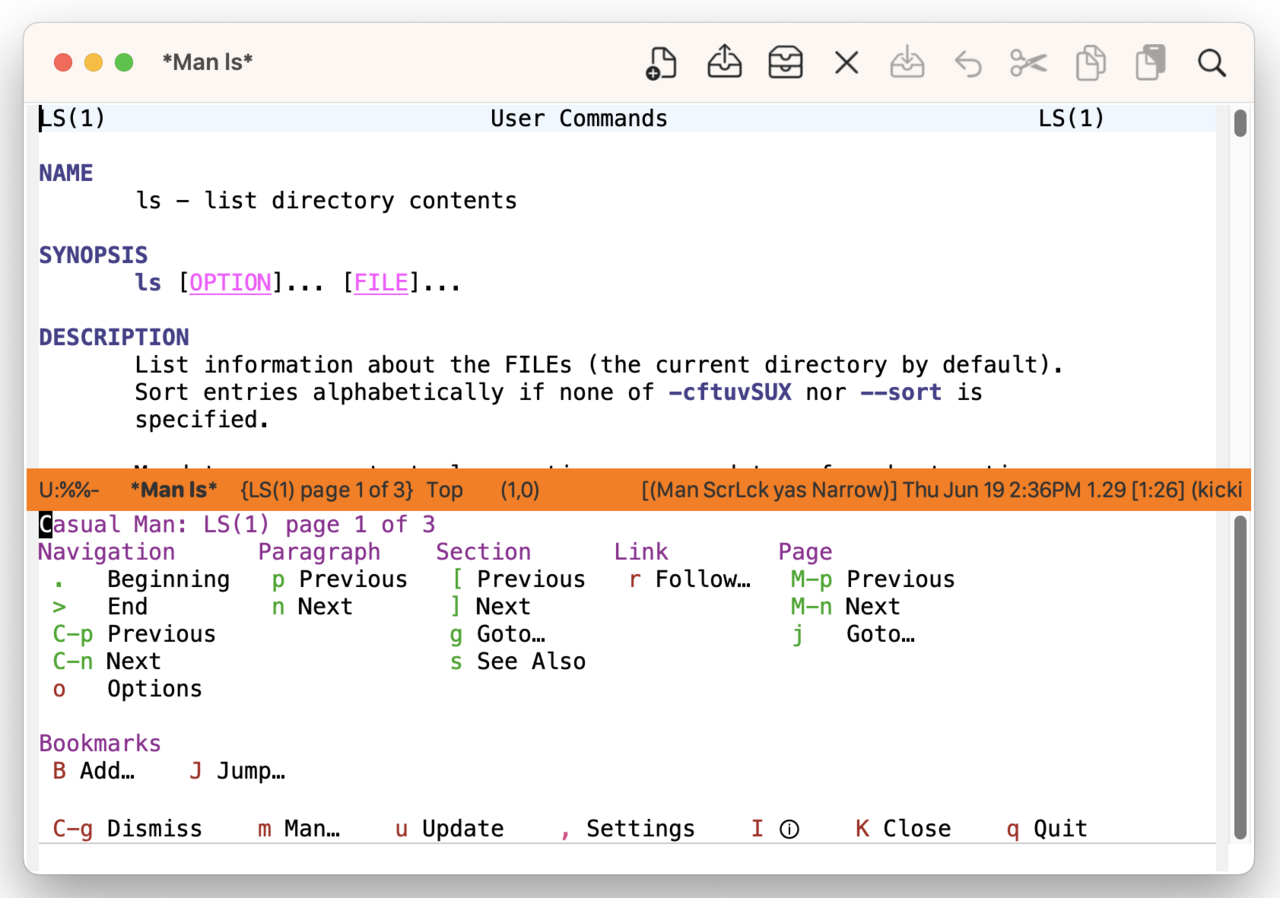 *Man ls*
LS(1) User Commands LS(1)
NAME
ls - list directory contents
SYNOPSIS
ls [OPTION]... [FILE]...
DESCRIPTION
List information about the FILEs (the current directory by default).
Sort entries alphabetically if none of -cftuvSUX nor --sort is
specified.
U:%%- *Man ls* {LS(1) page 1 of 3} Top (1,0) [(Man ScrLck yas Narrow)] Thu Jun 19 2:36PM 1.29 [1:26] (kicki
Casual Man: LS(1) page 1 of 3
Navigation Paragraph Section Link Page
. Beginning p Previous [ Previous r Follow… M-p Previous
> End n Next ] Next M-n Next
C-p Previous g Goto… j Goto…
C-n Next s See Also
o Options
Bookmarks
B Add… J Jump…
C-g Dismiss m Man… u Update , Settings I ⓘ K Close q Quit